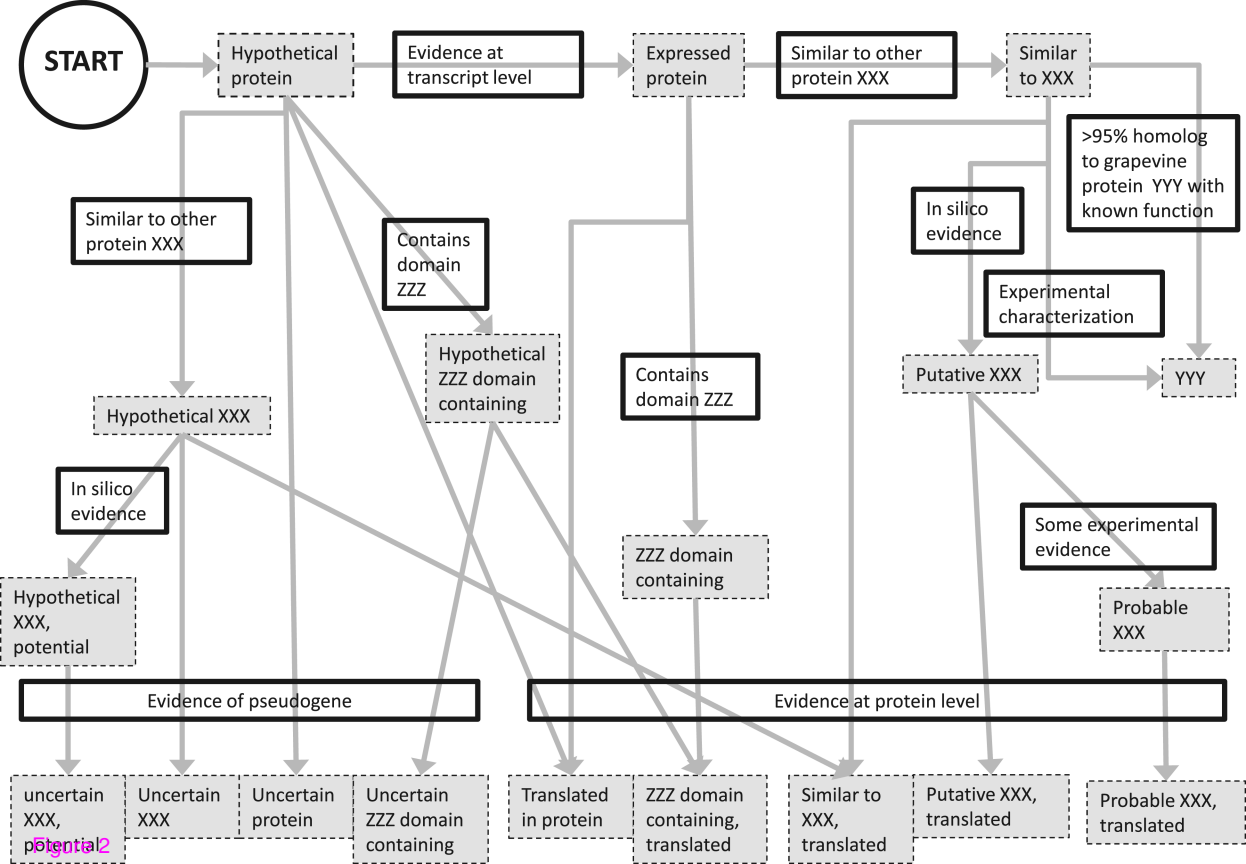 START
Hypothetical
protein
Evidence at
transcript level
Expressed
protein
Similar to other
protein XXX
Similar
to XXX
>95% homolog
to grapevine
protein YYY with
known function
Similar to other
protein XXX
Contains
domain
ZZZ
In silico
evidence
Experimental
characterization
Hypothetical
ZZZ domain
containing
Contains
domain ZZZ
Putative XXX
YYY
Hypothetical XXX
In silico
evidence
Some experimental
evidence
ZZZ domain
containing
Hypothetical
XXX,
potential
Probable
XXX
Evidence of pseudogene
Evidence at protein level
uncertain
XXX,
potential
Uncertain
XXX
Uncertain
protein
Uncertain
ZZZ domain
containing
Translated
in protein
ZZZ domain
containing,
translated
Similar to
XXX,
translated
Putative XXX,
translated
Probable XXX,
translated
Figure 2